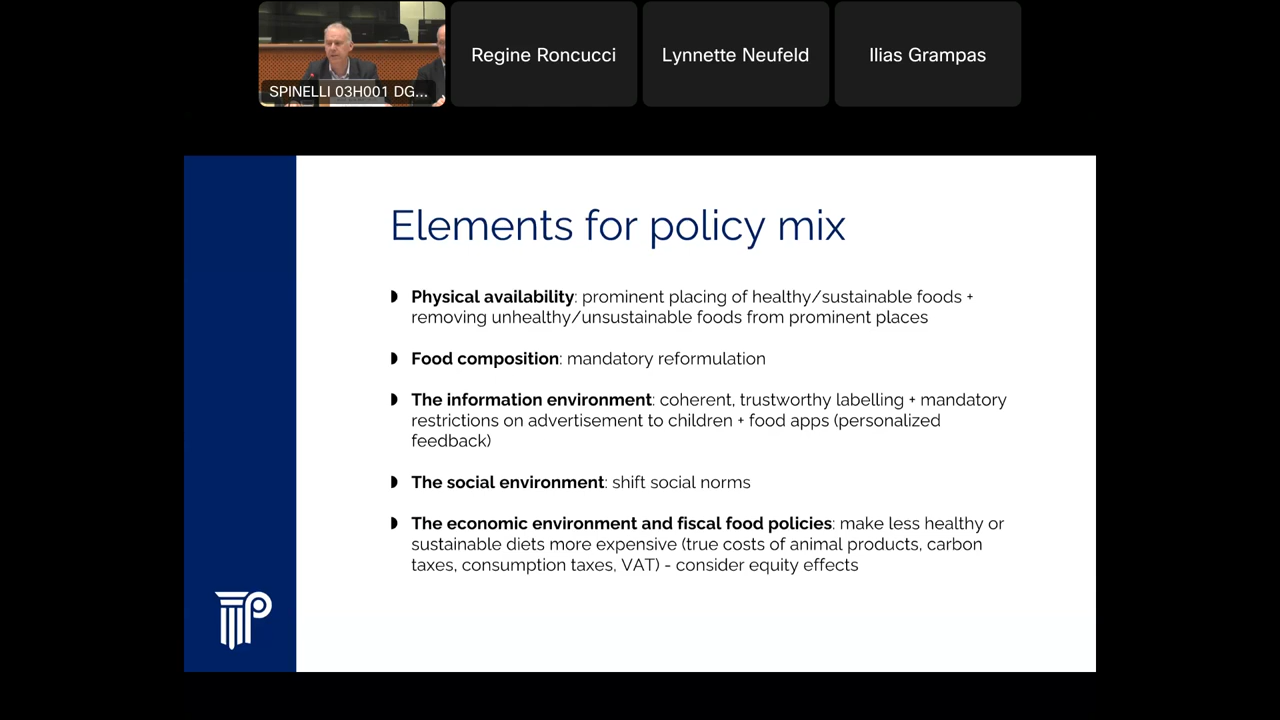 SPINELLI 03H001 DG...
Regine Roncucci
Lynnette Neufeld
Ilias Grampas
Elements for policy mix
Physical availability: prominent placing of healthy/sustainable foods +
removing unhealthy/unsustainable foods from prominent places
Food composition: mandatory reformulation
The information environment: coherent, trustworthy labelling + mandatory
restrictions on advertisement to children + food apps (personalized
feedback)
The social environment: shift social norms
The economic environment and fiscal food policies: make less healthy or
sustainable diets more expensive (true costs of animal products, carbon
taxes, consumption taxes, VAT) - consider equity effects